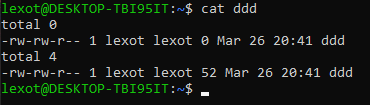 lexot@DESKTOP-TBI95IT:~$ cat ddd
total 0
-rw-rw-r-- 1 lexot lexot 0 Mar 26 20:41 ddd
total 4
-rw-rw-r-- 1 lexot lexot 52 Mar 26 20:41 ddd
lexot@DESKTOP-TBI95IT:~$